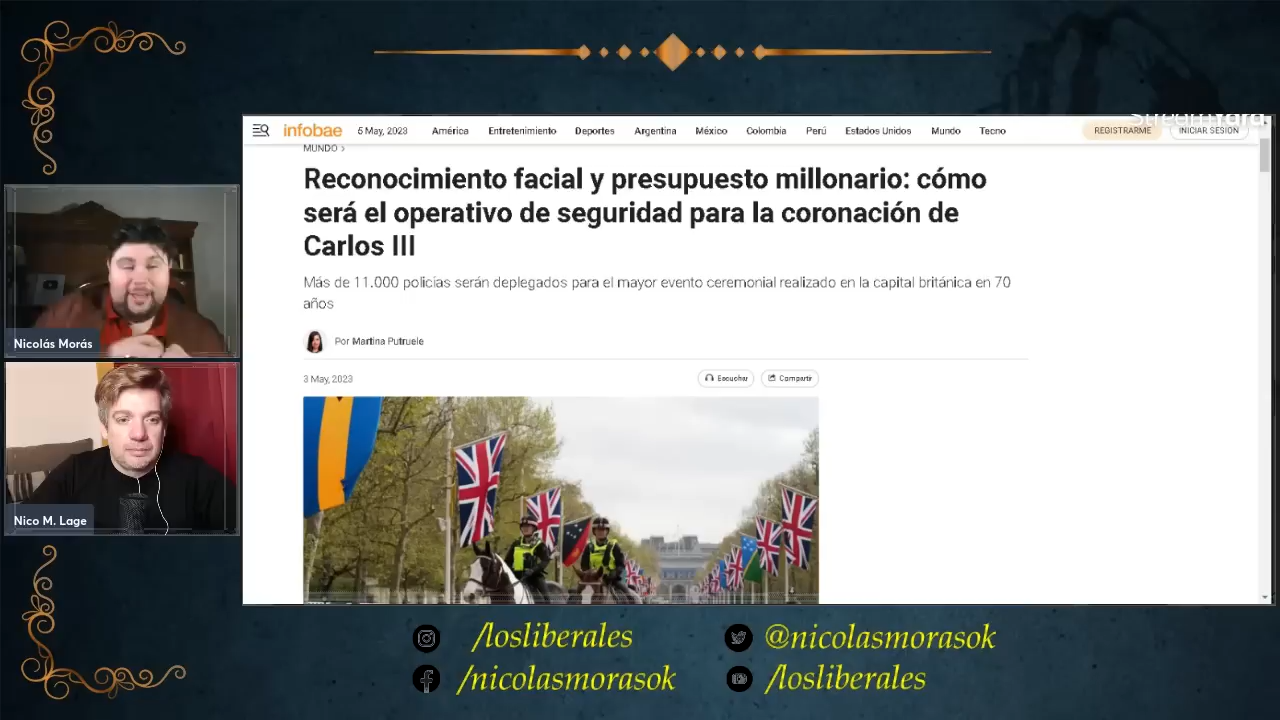 infobae
5 May, 2023
América
Entretenimiento
Deportes
Argentina
México
Colombia
Perú
Estados Unidos
Mundo
Tecno
REGISTRARME
INICIAR SESIÓN
MUNDO >
Reconocimiento facial y presupuesto millonario: cómo
será el operativo de seguridad para la coronación de
Carlos III
Más de 11.000 policías serán deplegados para el mayor evento ceremonial realizado en la capital británica en 70
años
Por Martina Putruele
3 May, 2023
Escuchar
Compartir
Nicolás Morás
Nico M. Lage
/losliberales
@nicolasmorasok
/nicolasmorasok
/losliberales